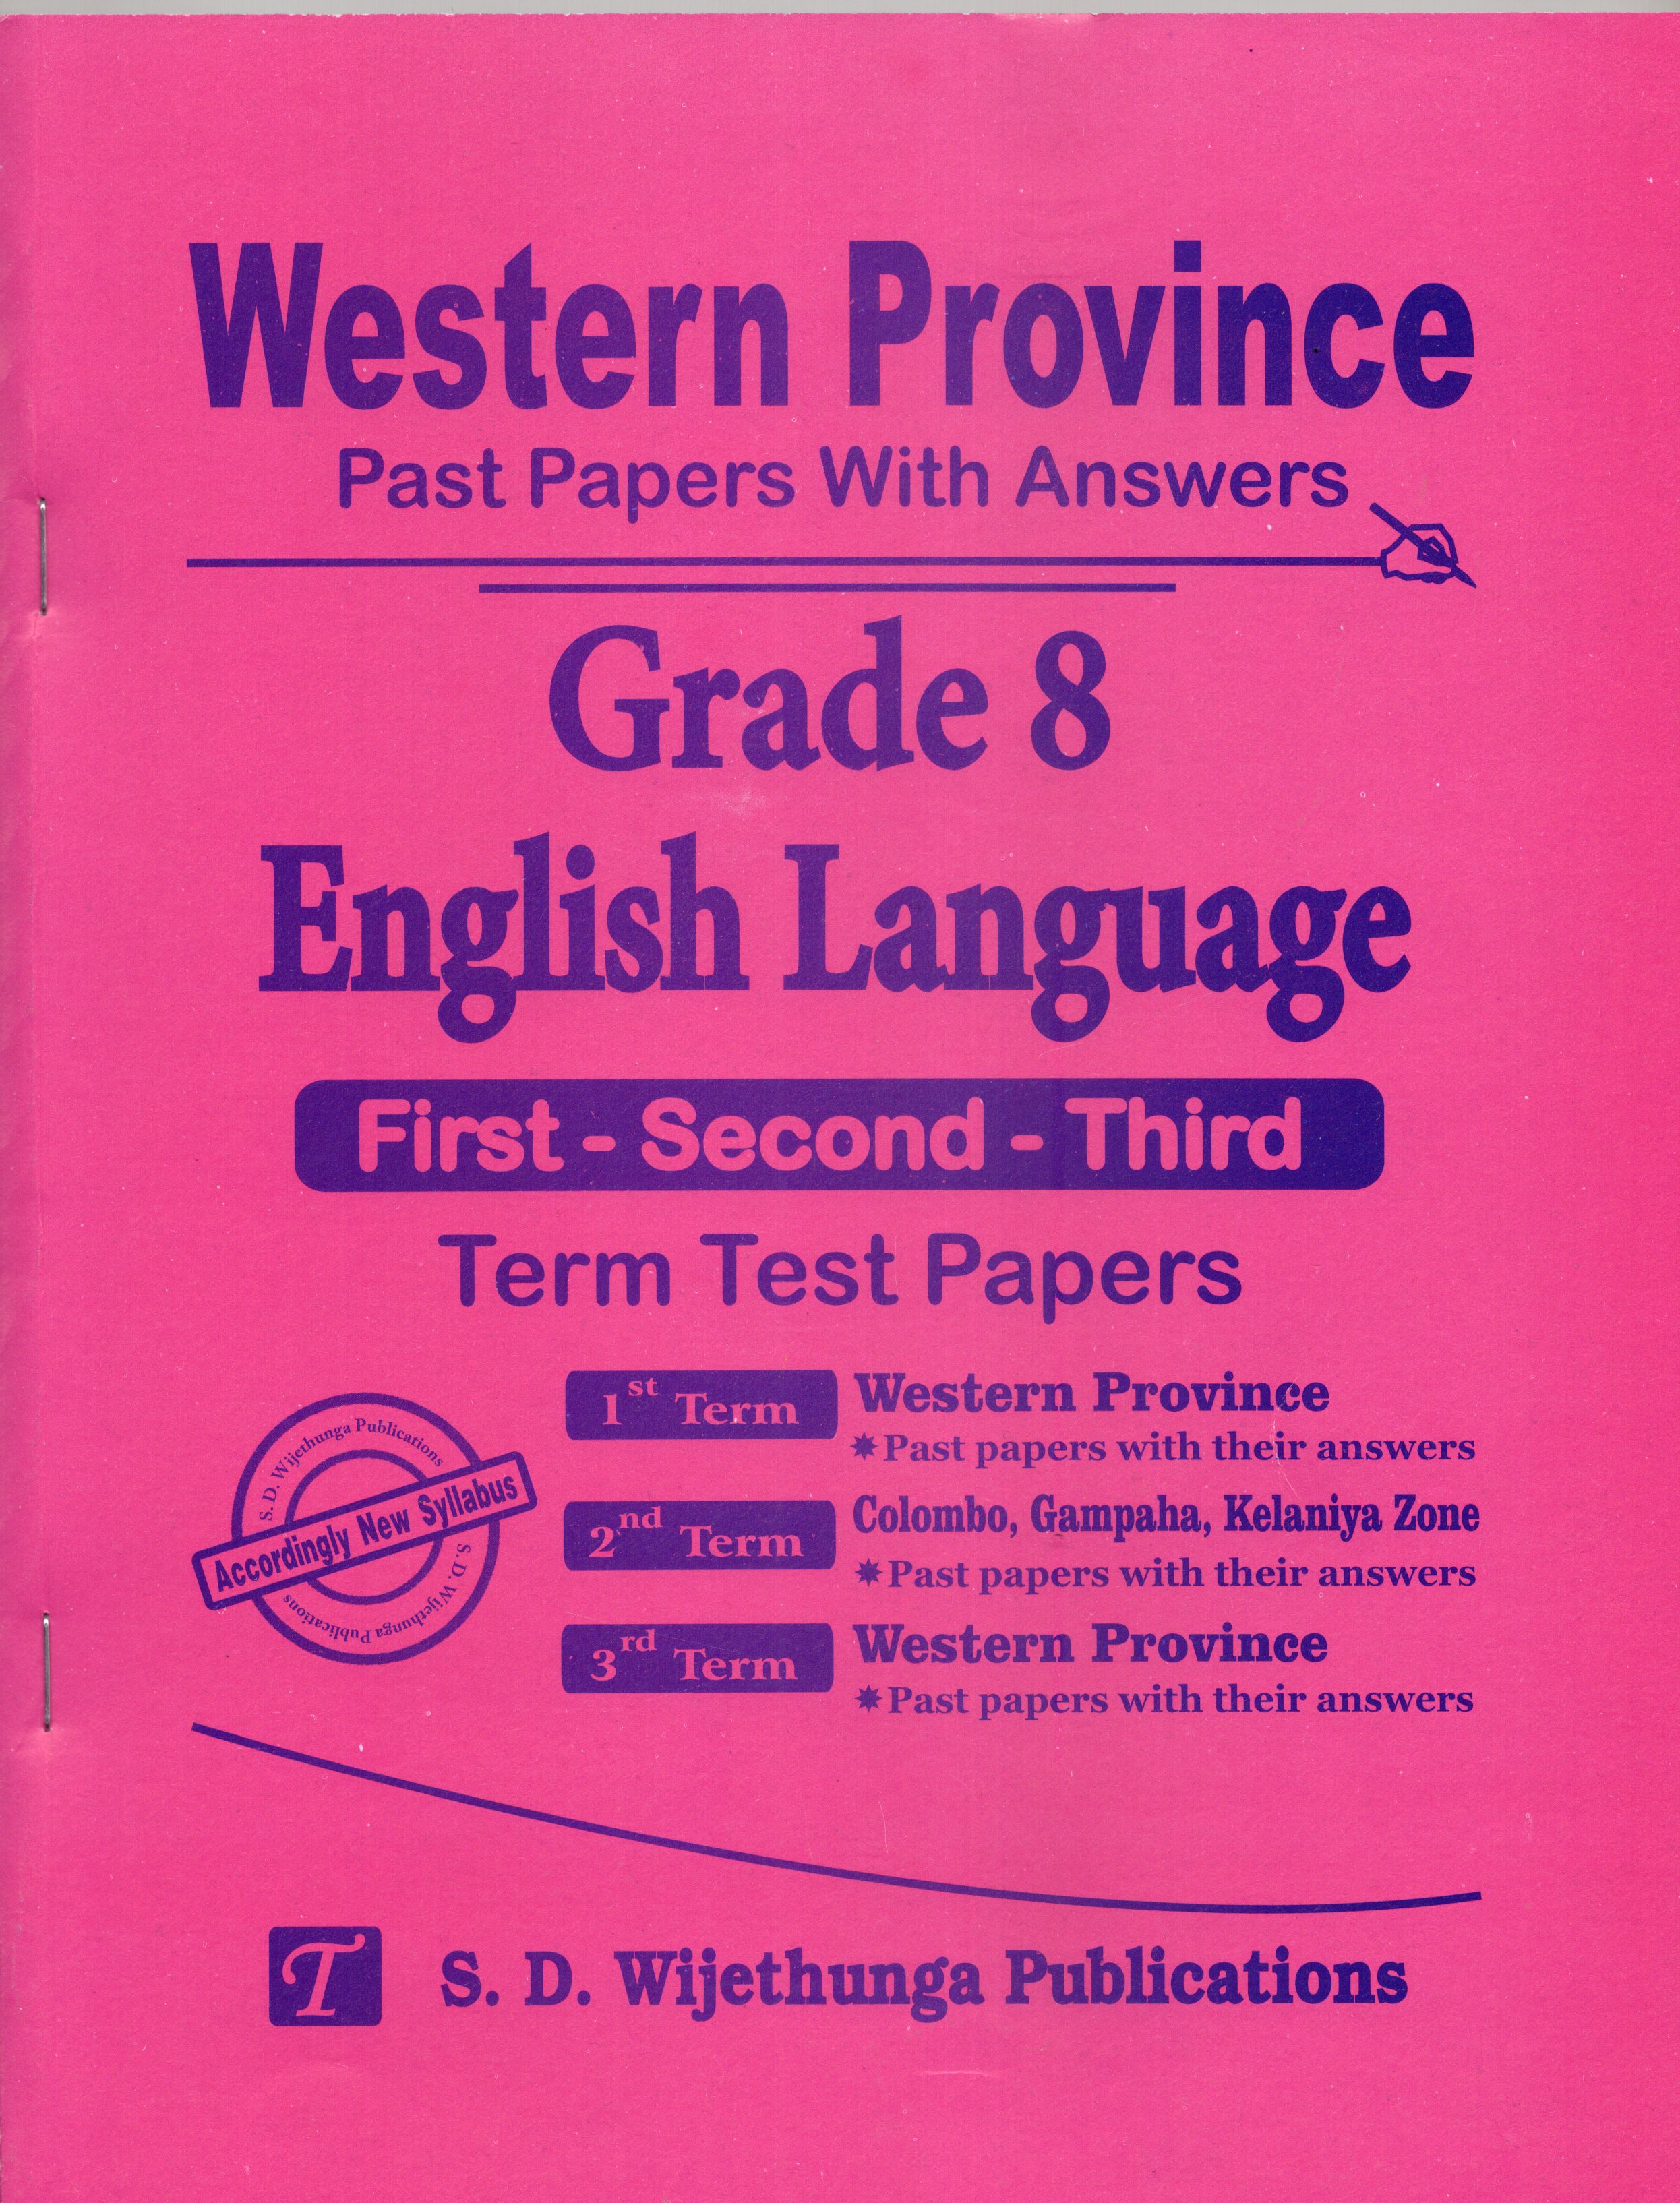 Western Province
Past Papers With Answers
Grade 8
English Language
First - Second - Third
Term Test Papers
1st Term Western Province
✷Past papers with their answers
2nd Term Colombo, Gampaha, Kelaniya Zone
✷Past papers with their answers
3rd Term Western Province
✷Past papers with their answers
S. D. Wijethunga Publications
Accordingly New Syllabus
S. D. Wijethunga Publications
T S. D. Wijethunga Publications